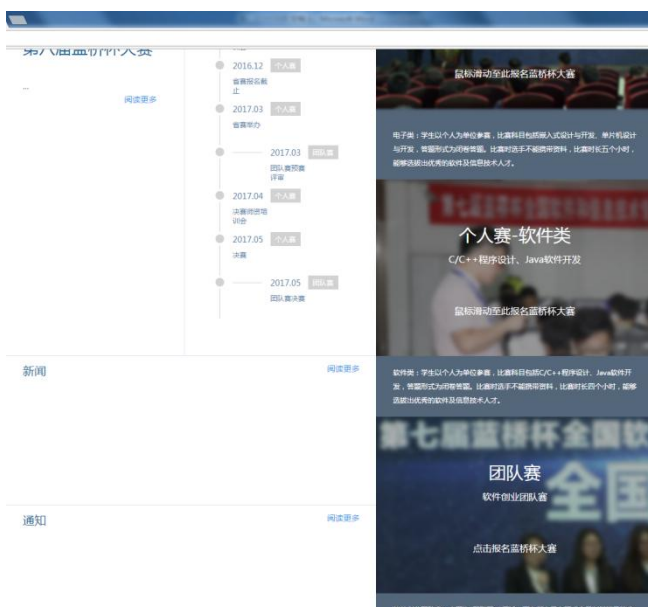 第八届蓝桥杯大赛
...
阅读更多
2016.12 个人赛
省赛报名截
止
2017.03 个人赛
省赛举办
2017.03 团队赛
团队赛预赛
评审
2017.04 个人赛
决赛师资培
训会
2017.05 个人赛
决赛
2017.05 团队赛
团队赛决赛
新闻
阅读更多
通知
阅读更多
鼠标滑动至此报名蓝桥杯大赛
电子类：学生以个人为单位参赛，比赛科目包括嵌入式设计与开发、单片机设计
与开发，答题形式为闭卷答题。比赛时选手不能携带资料，比赛时长五个小时，
能够选拔出优秀的软件及信息技术人才。
个人赛-软件类
C/C++程序设计、Java软件开发
鼠标滑动至此报名蓝桥杯大赛
软件类：学生以个人为单位参赛，比赛科目包括C/C++程序设计、Java软件开
发，答题形式为闭卷答题。比赛时选手不能携带资料，比赛时长四个小时，能够
选拔出优秀的软件及信息技术人才。
第七届蓝桥杯全国软
全国
团队赛
软件创业团队赛
点击报名蓝桥杯大赛